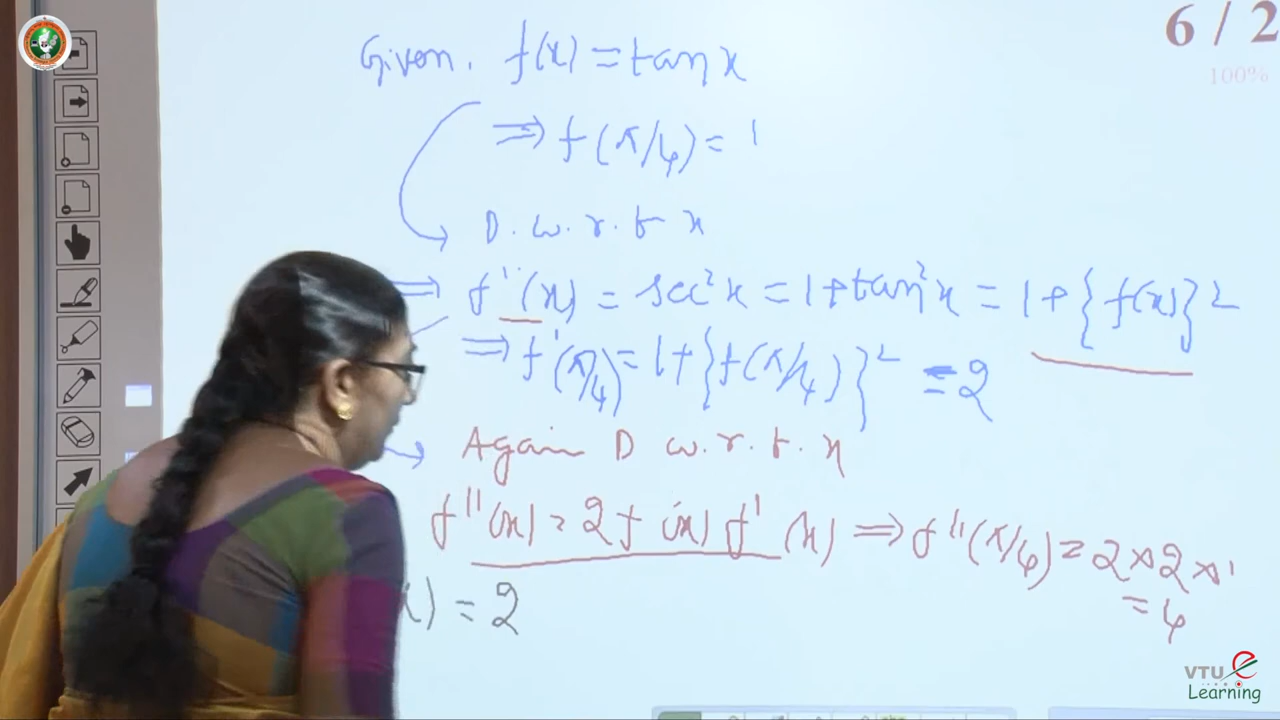 6 / 2
100%
Given. f(x) = tan x
⇒ f(π/4) = 1
D. w. r. t x
⇒ f''(x) = sec²x = 1 + tan²x = 1 + {f(x)}²
⇒ f'(π/4) = 1 + {f(π/4)}² = 2
Again D w. r. t. x
f''(x) = 2 f(x) f'(x) ⇒ f''(π/4) = 2 × 2 × 1
= 4
) = 2
VTU e
Learning